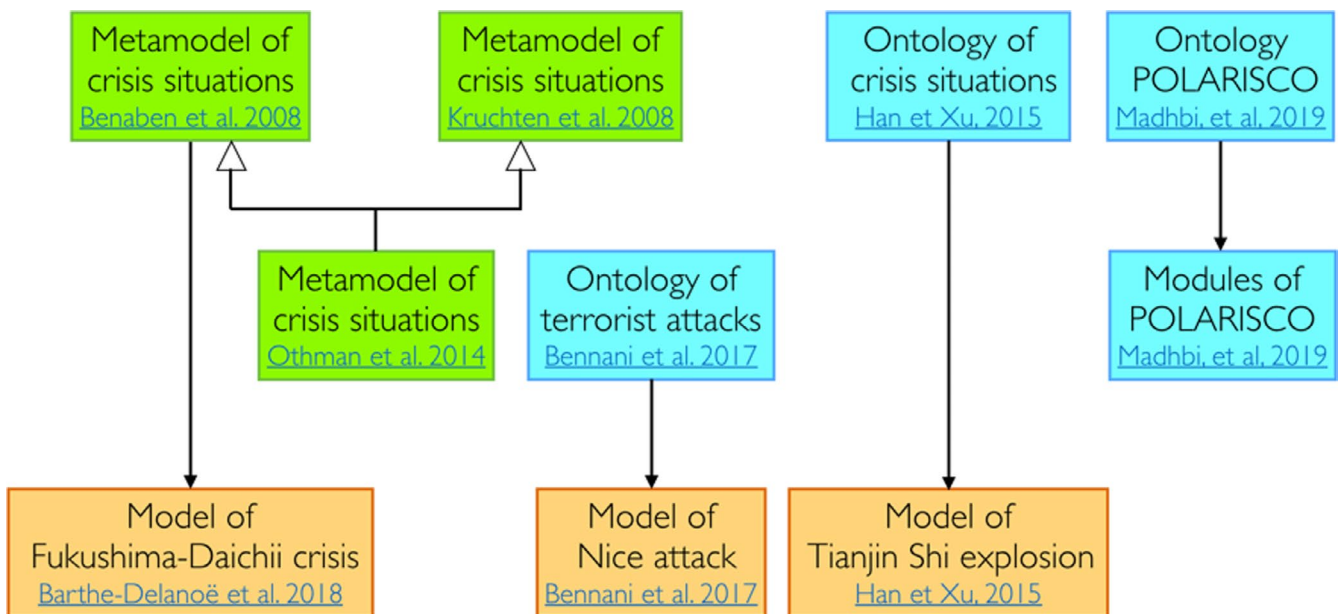 Metamodel of
crisis situations
Benaben et al. 2008
Metamodel of
crisis situations
Kruchten et al. 2008
Ontology of
crisis situations
Han et Xu, 2015
Ontology
POLARISCO
Madhbi, et al, 2019
Metamodel of
crisis situations
Othman et al. 2014
Ontology of
terrorist attacks
Bennani et al. 2017
Modules of
POLARISCO
Madhbi, et al, 2019
Model of
Fukushima-Daichii crisis
Barthe-Delanoë et al. 2018
Model of
Nice attack
Bennani et al. 2017
Model of
Tianjin Shi explosion
Han et Xu, 2015